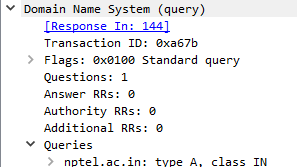 Domain Name System (query)
[Response In: 144]
Transaction ID: 0xa67b
Flags: 0x0100 Standard query
Questions: 1
Answer RRs: 0
Authority RRs: 0
Additional RRs: 0
Queries
nptel.ac.in: type A, class IN